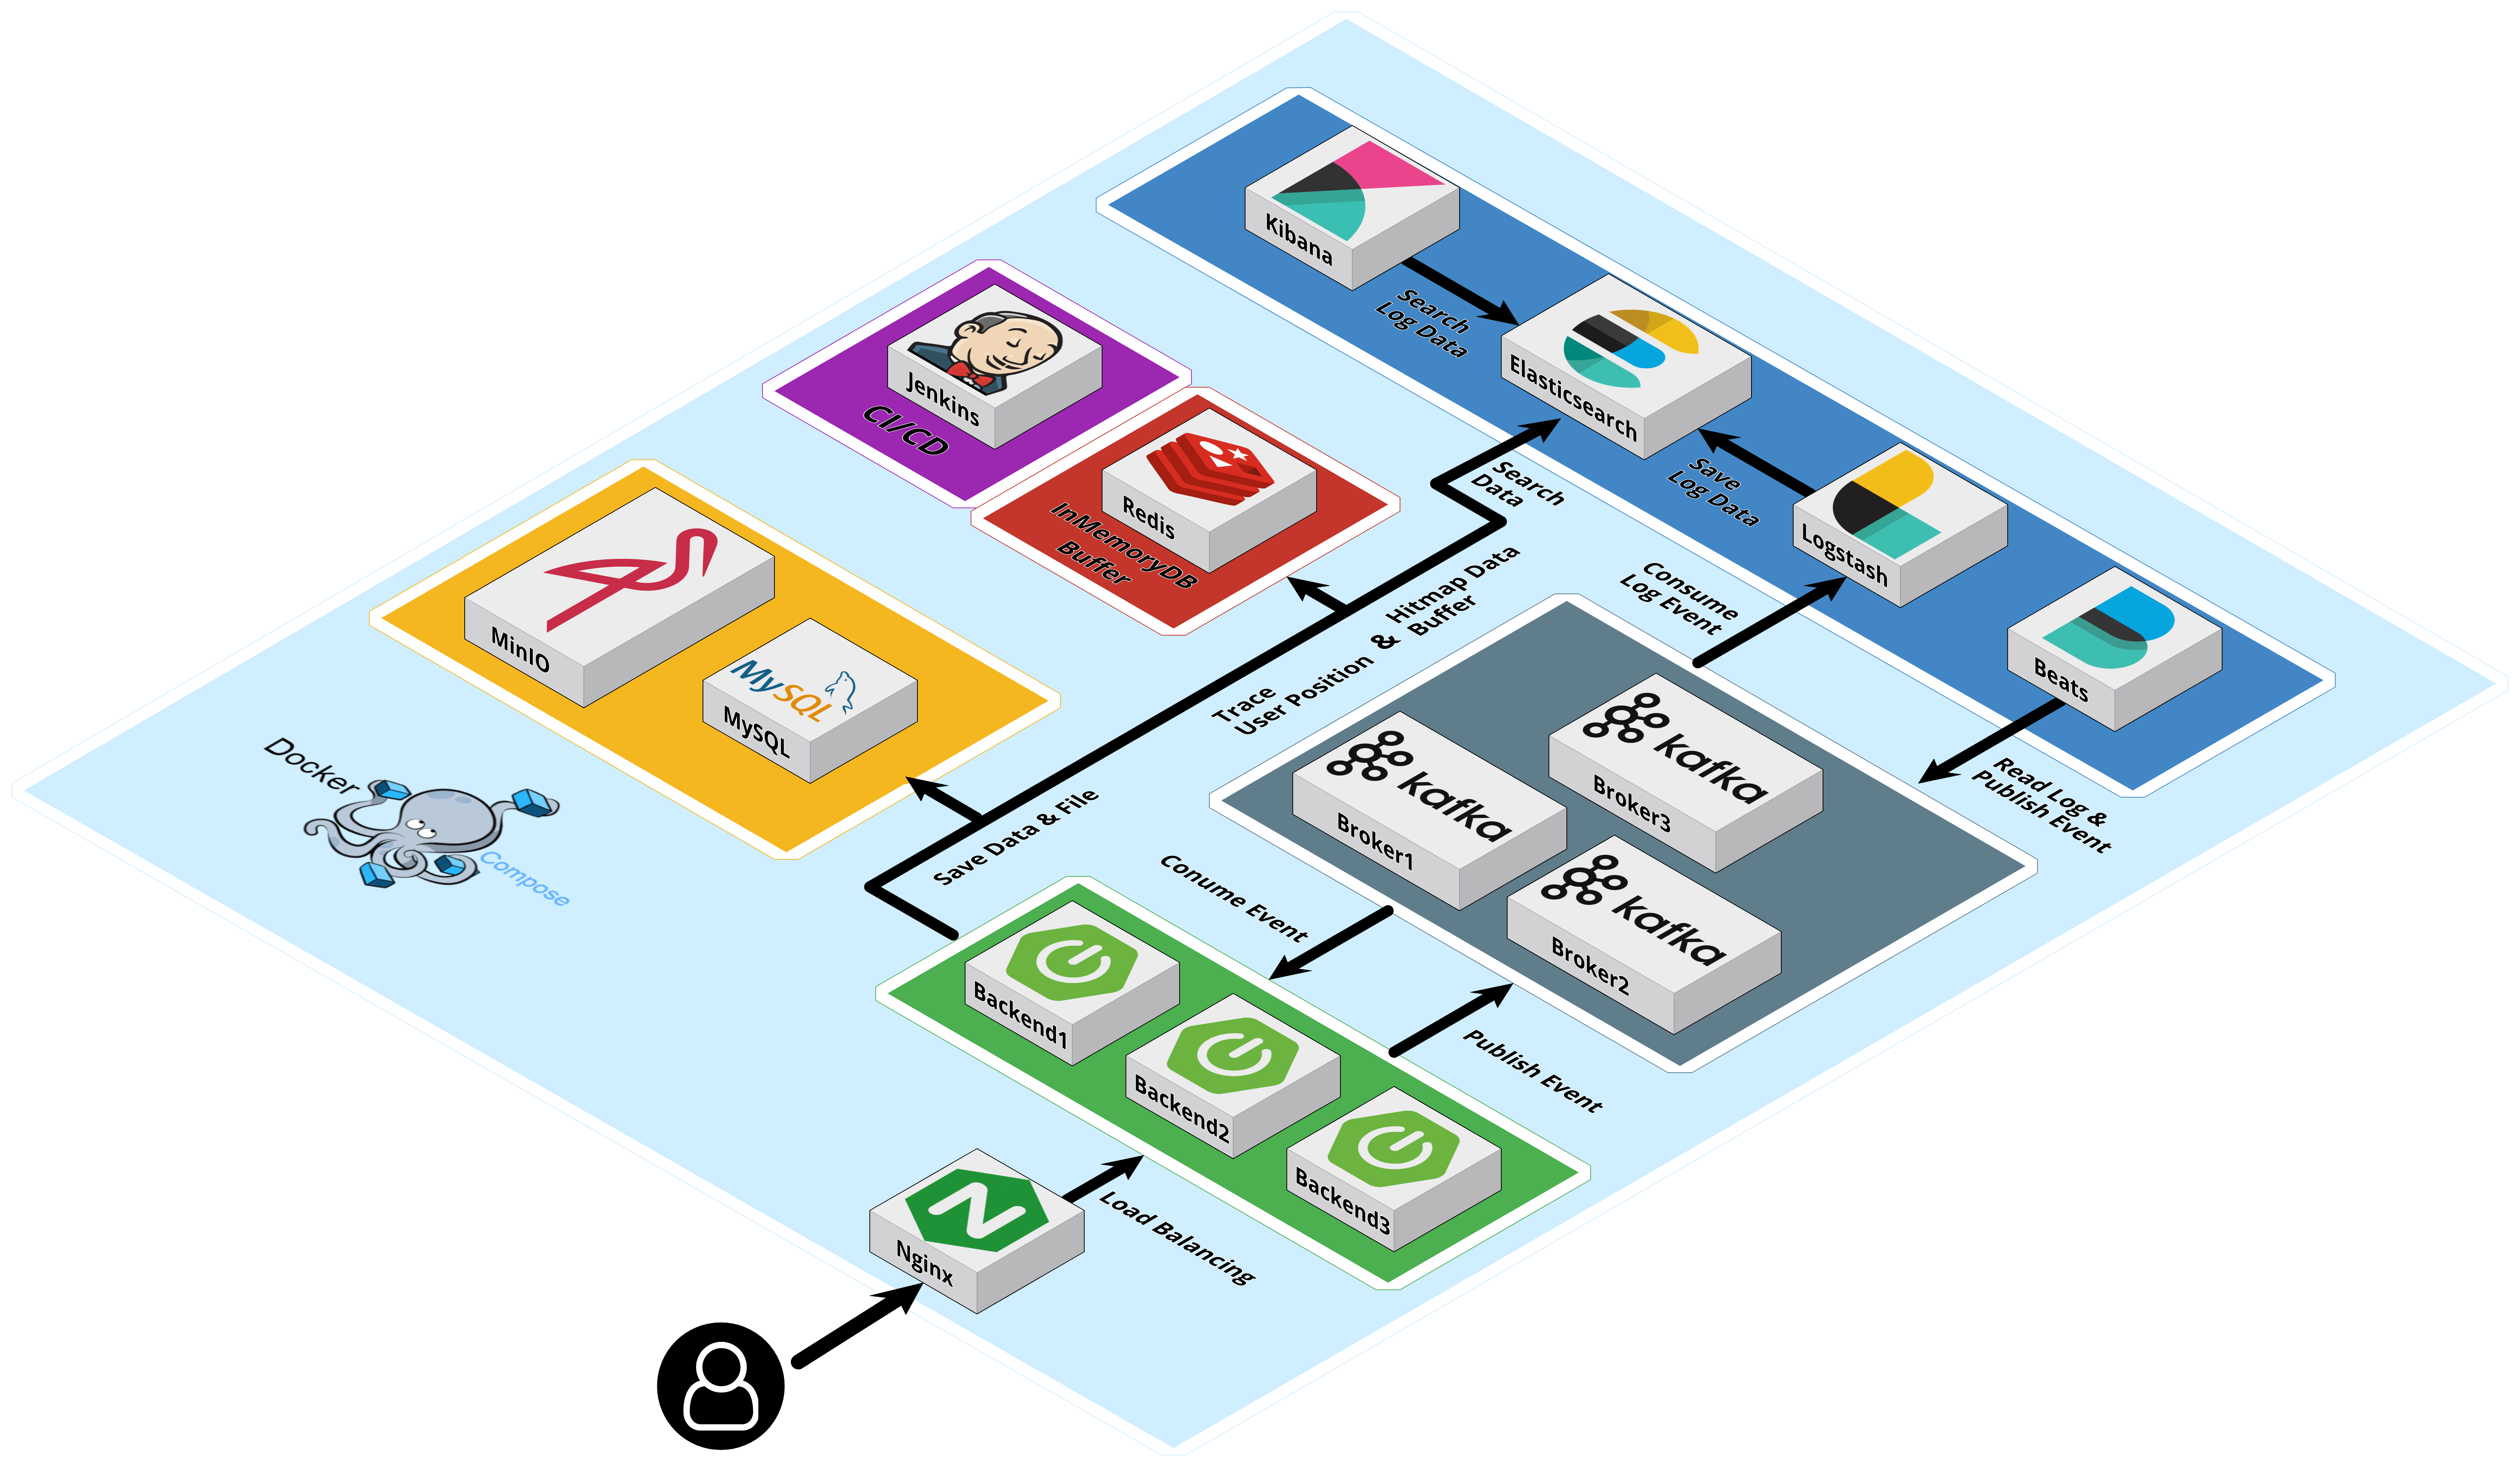 Kibana
Search
Log Data
Elasticsearch
Jenkins
CI/CD
Redis
InMemoryDB
Buffer
Search
Data
Save
Log Data
Logstash
Consume
Log Event
Beats
Read Log &
Publish Event
MinIO
MySQL
MySQL
Trace
User Position
&
Hitmap Data
Buffer
Docker
Compose
Save Data & File
kafka
Broker1
kafka
Broker3
kafka
Broker2
Conume Event
Publish Event
Backend1
Backend2
Backend3
Nginx
Load Balancing